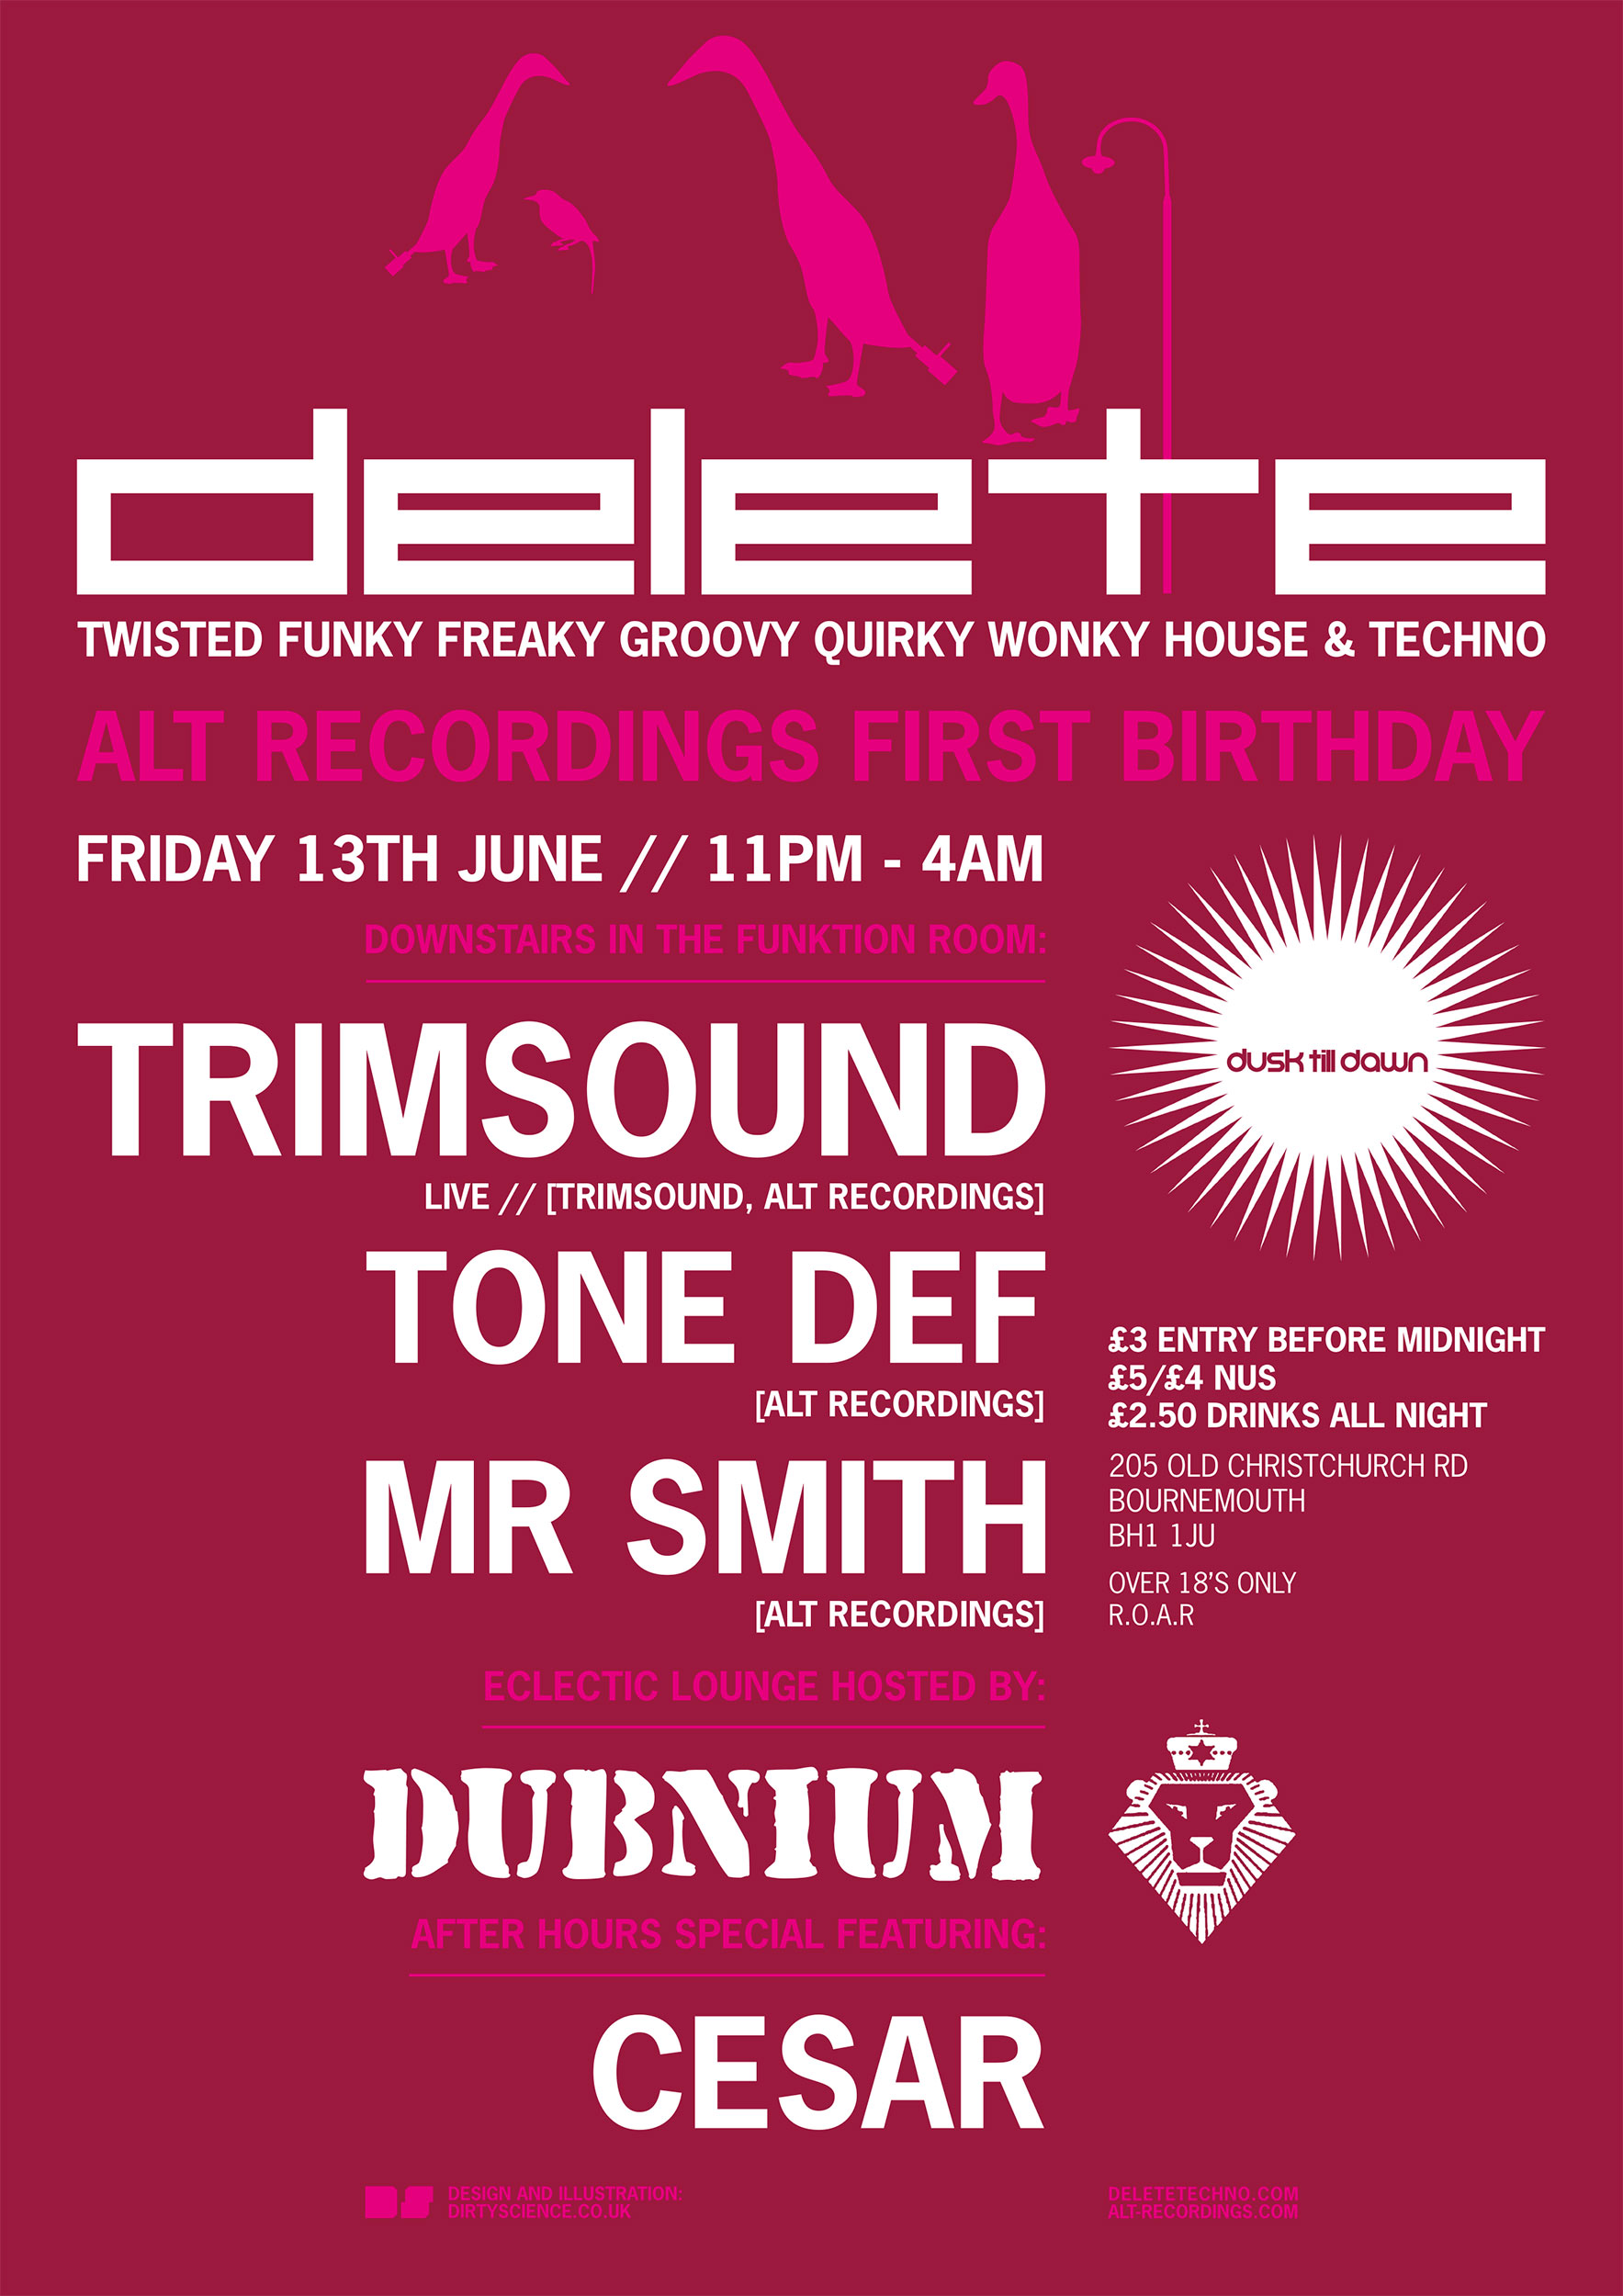 delete
TWISTED FUNKY FREAKY GROOVY QUIRKY WONKY HOUSE & TECHNO
ALT RECORDINGS FIRST BIRTHDAY
FRIDAY 13TH JUNE // 11PM - 4AM
DOWNSTAIRS IN THE FUNKTION ROOM:
TRIMSOUND
LIVE // [TRIMSOUND, ALT RECORDINGS]
TONE DEF
[ALT RECORDINGS]
MR SMITH
[ALT RECORDINGS]
ECLECTIC LOUNGE HOSTED BY:
DUBNIUM
AFTER HOURS SPECIAL FEATURING:
CESAR
dusk till dawn
£3 ENTRY BEFORE MIDNIGHT
£5/£4 NUS
£2.50 DRINKS ALL NIGHT
205 OLD CHRISTCHURCH RD
BOURNEMOUTH
BH1 1JU
OVER 18'S ONLY
R.O.A.R
DS
DESIGN AND ILLUSTRATION:
DIRTYSCIENCE.CO.UK
DELETETECHNO.COM
ALT-RECORDINGS.COM